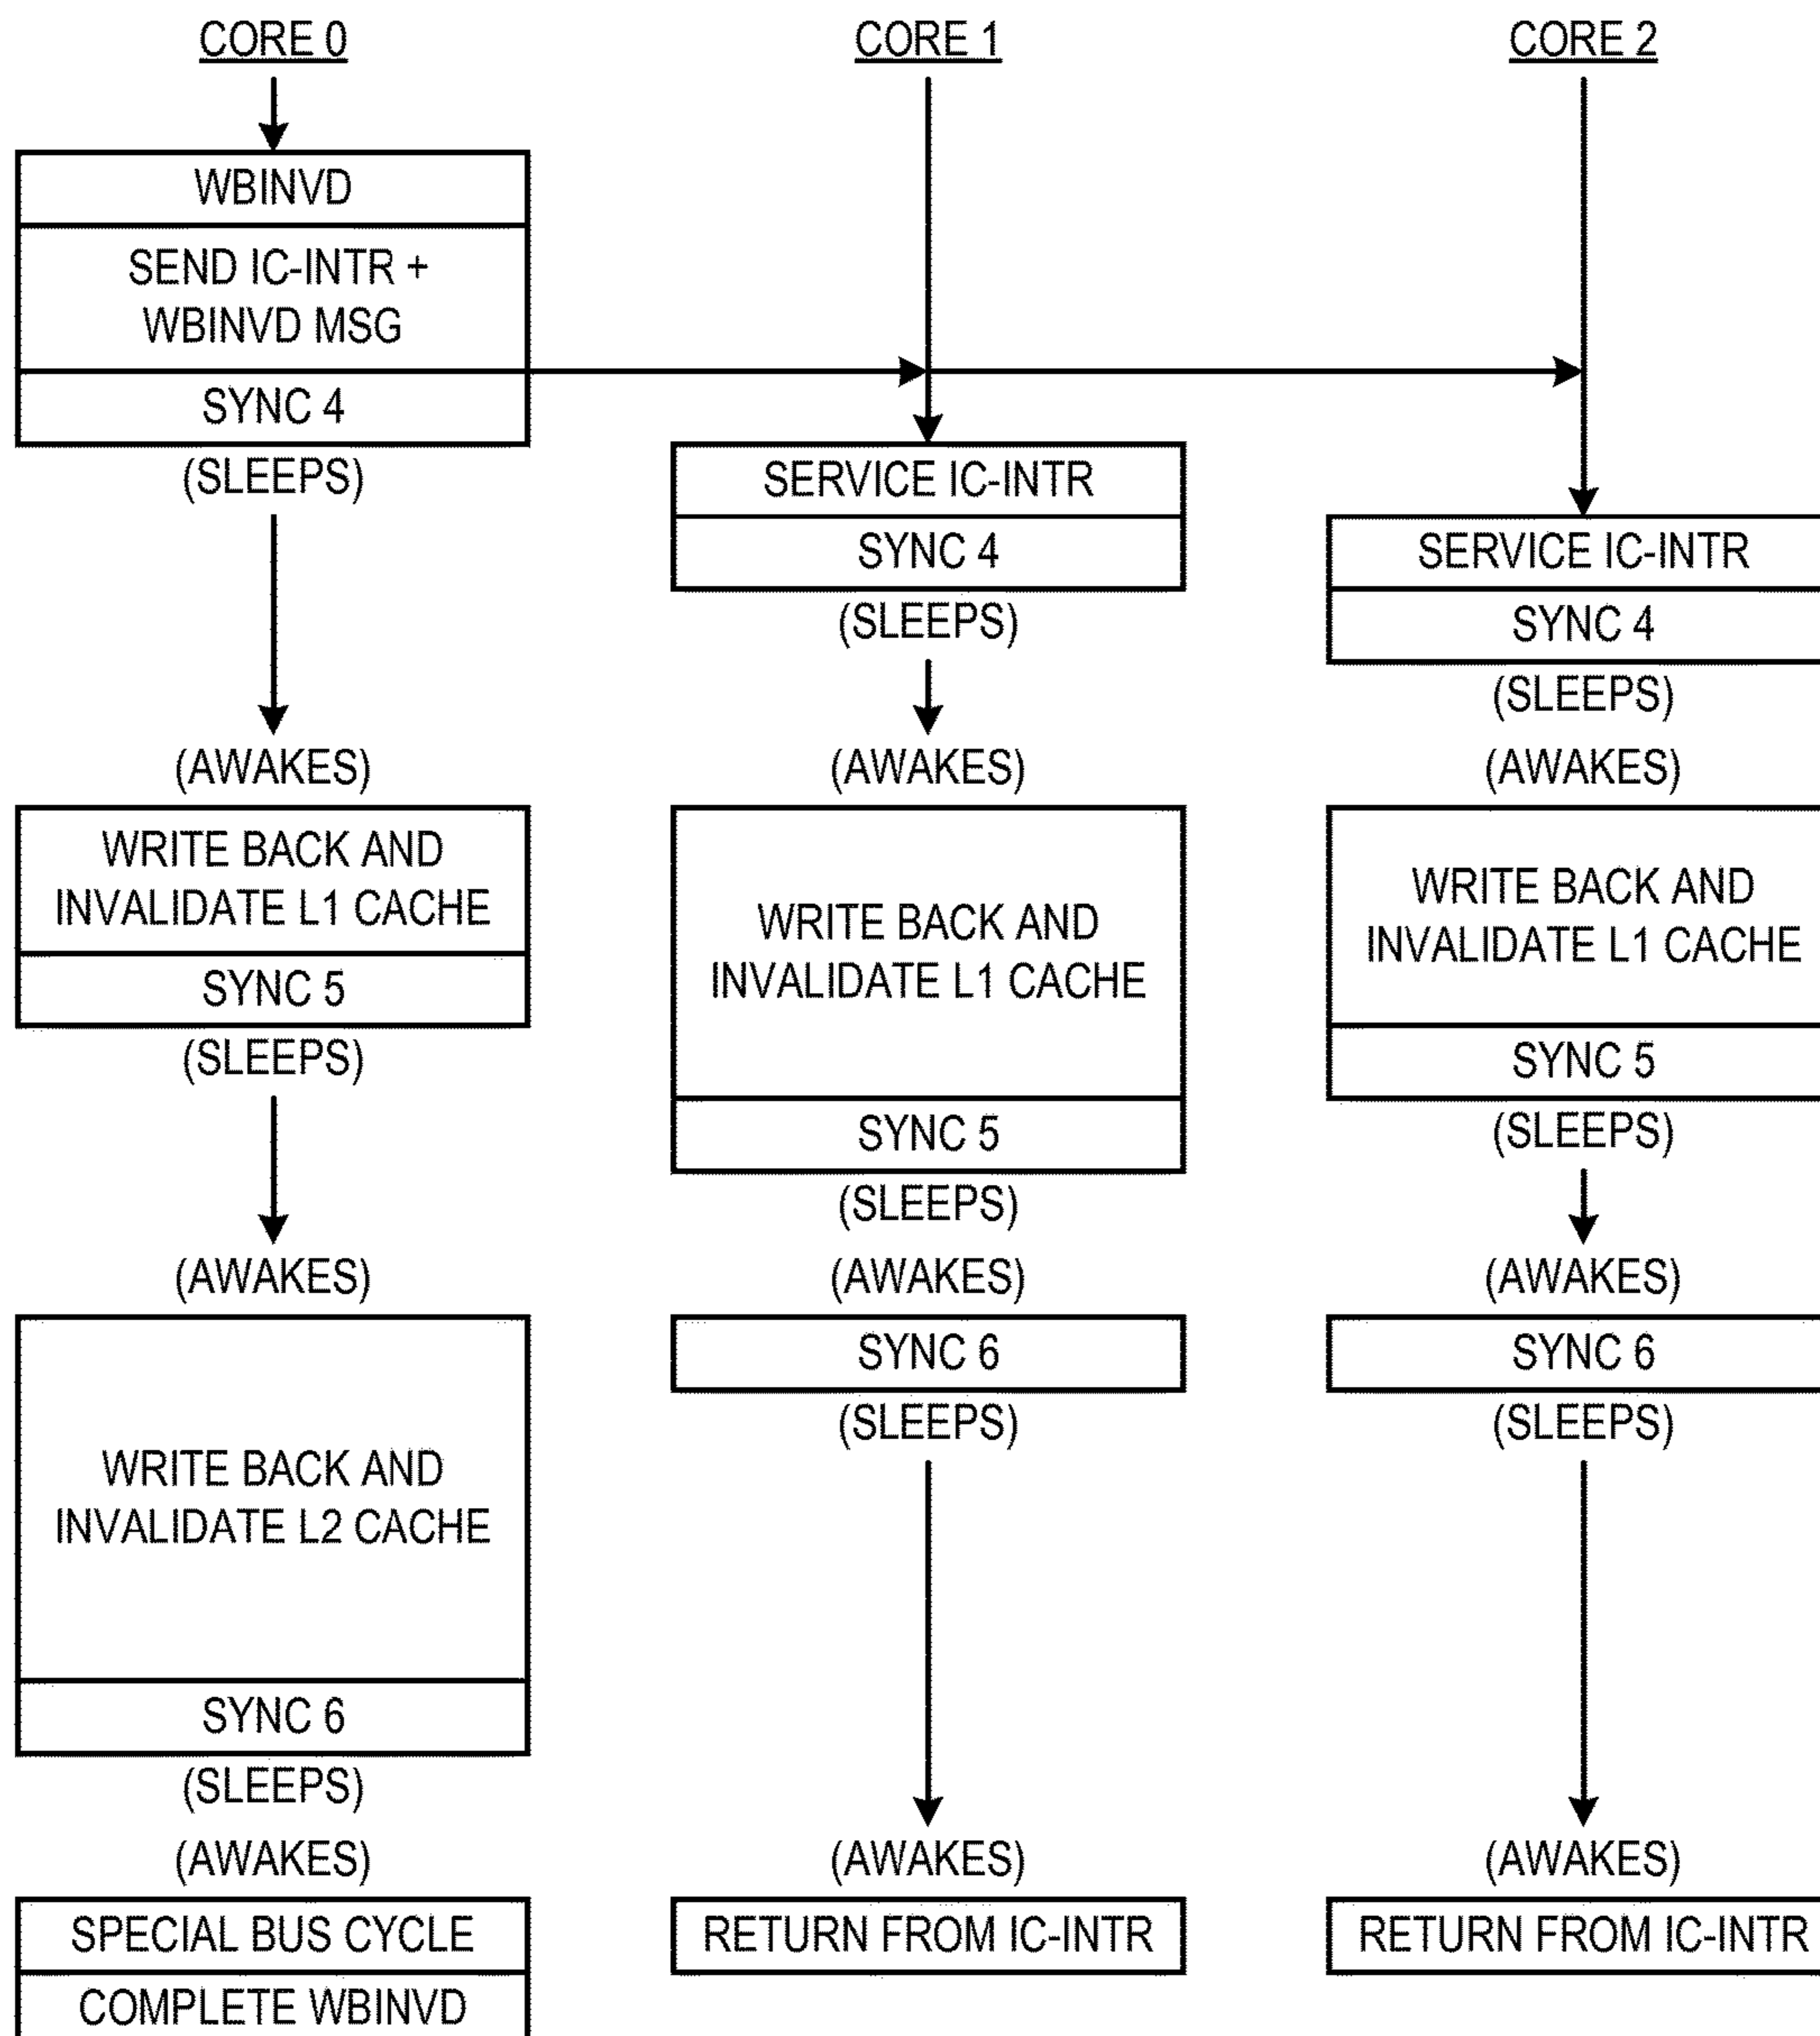 CORE 0
CORE 1
CORE 2
WBINVD
SEND IC-INTR +
WBINVD MSG
SYNC 4
(SLEEPS)
SERVICE IC-INTR
SYNC 4
(SLEEPS)
SERVICE IC-INTR
SYNC 4
(SLEEPS)
(AWAKES)
(AWAKES)
(AWAKES)
WRITE BACK AND
INVALIDATE L1 CACHE
SYNC 5
(SLEEPS)
WRITE BACK AND
INVALIDATE L1 CACHE
SYNC 5
(SLEEPS)
WRITE BACK AND
INVALIDATE L1 CACHE
SYNC 5
(SLEEPS)
(AWAKES)
(AWAKES)
(AWAKES)
WRITE BACK AND
INVALIDATE L2 CACHE
SYNC 6
(SLEEPS)
SYNC 6
(SLEEPS)
SYNC 6
(SLEEPS)
(AWAKES)
(AWAKES)
(AWAKES)
SPECIAL BUS CYCLE
COMPLETE WBINVD
RETURN FROM IC-INTR
RETURN FROM IC-INTR